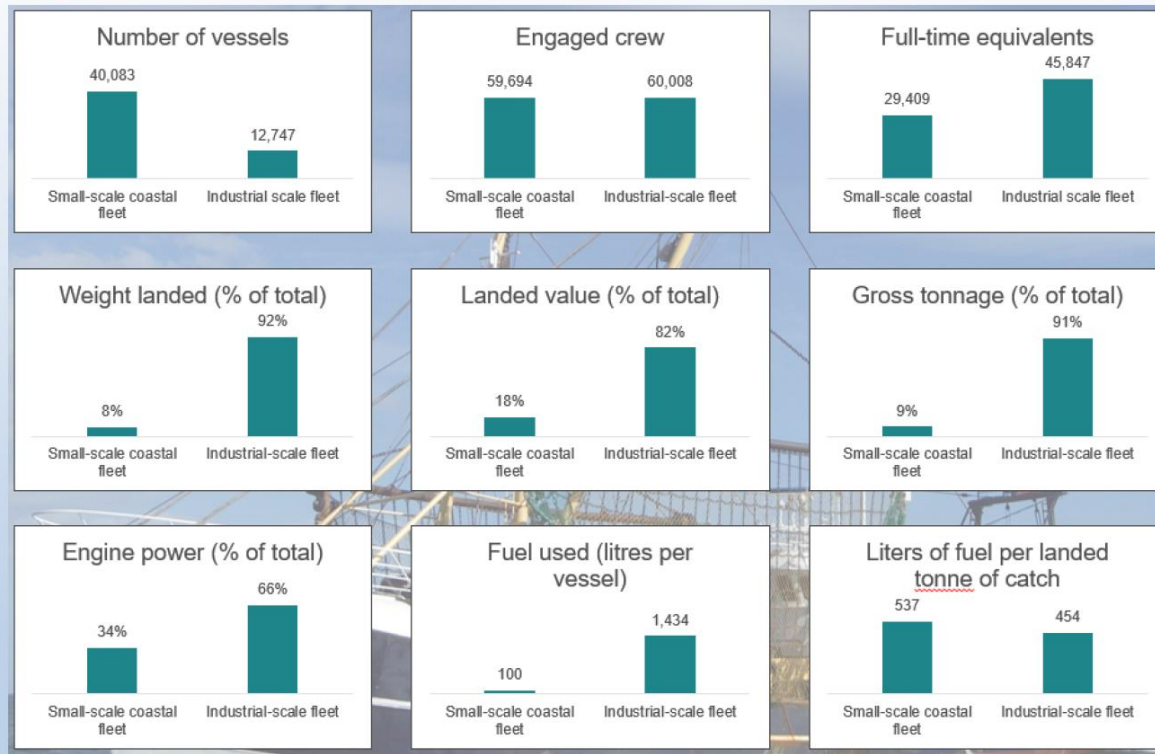 Number of vessels
40,083
12,747
Small-scale coastal
fleet
Industrial scale fleet
Engaged crew
59,694
60,008
Small-scale coastal
fleet
Industrial-scale fleet
Full-time equivalents
45,847
29,409
Small-scale coastal
fleet
Industrial scale fleet
Weight landed (% of total)
92%
8%
Small-scale coastal
fleet
Industrial-scale fleet
Landed value (% of total)
82%
18%
Small-scale coastal
fleet
Industrial-scale fleet
Gross tonnage (% of total)
91%
9%
Small-scale coastal
fleet
Industrial-scale fleet
Engine power (% of total)
66%
34%
Small-scale coastal
fleet
Industrial-scale fleet
Fuel used (litres per
vessel)
1,434
100
Small-scale coastal
fleet
Industrial-scale fleet
Liters of fuel per landed
tonne of catch
537
454
Small-scale coastal
fleet
Industrial-scale fleet